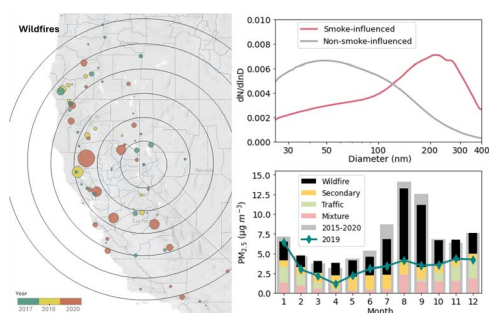 Wildfires
Nevada
Year
2017 2018 2020
0.010
0.008
0.006
0.004
0.002
0.000
dN/dlnD
Smoke-influenced
Non-smoke-influenced
30 50 100 200 300 400
Diameter (nm)
15.0
12.5
10.0
7.5
5.0
2.5
0.0
PM2.5 (µg m⁻³)
Wildfire
Secondary
Traffic
Mixture
2015-2020
2019
1 2 3 4 5 6 7 8 9 10 11 12
Month